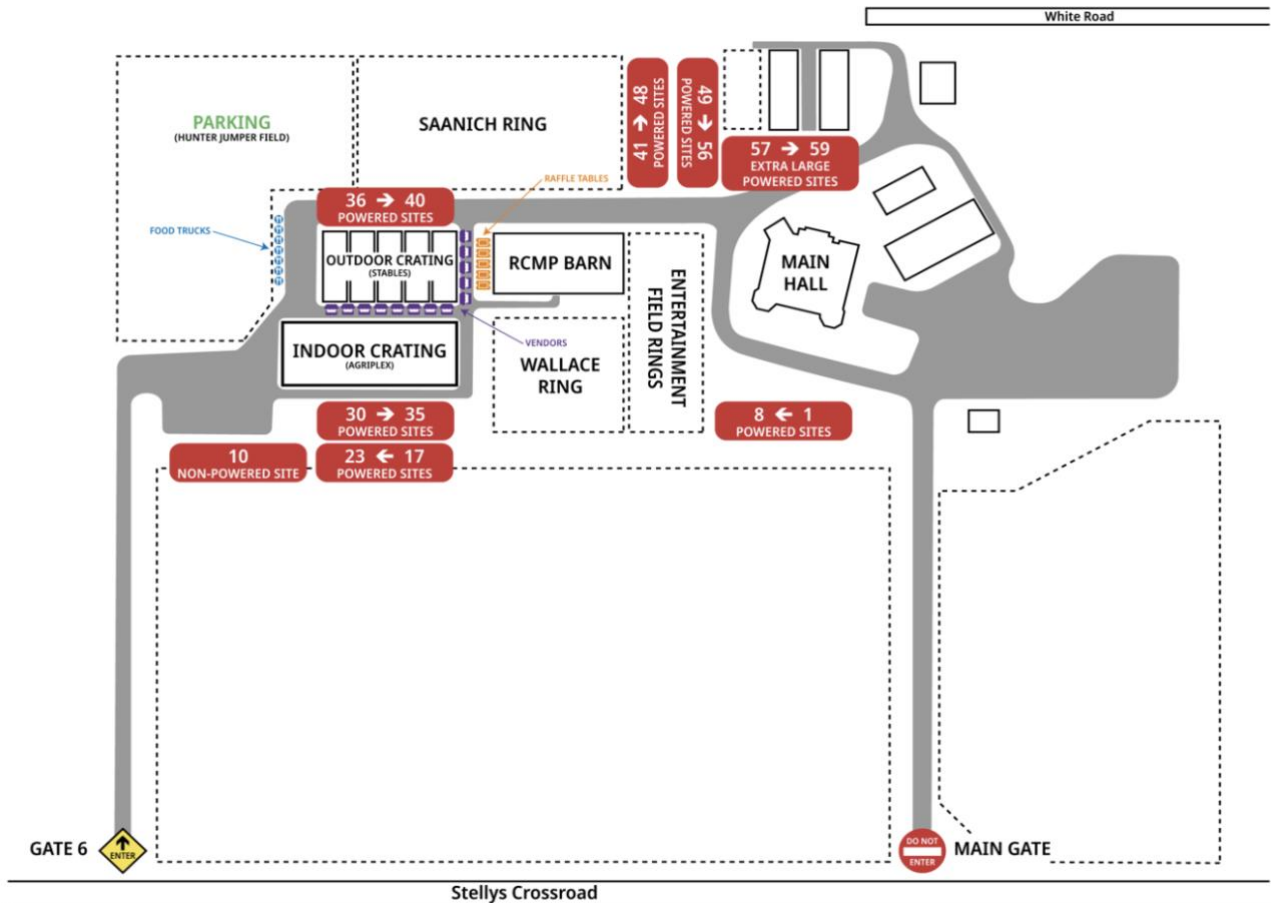 White Road
PARKING
(HUNTER JUMPER FIELD)
SAANICH RING
41 → 48
POWERED SITES
49 → 56
POWERED SITES
57 → 59
EXTRA LARGE
POWERED SITES
RAFFLE TABLES
36 → 40
POWERED SITES
FOOD TRUCKS
OUTDOOR CRATING
(STABLES)
RCMP BARN
ENTERTAINMENT
FIELD RINGS
MAIN
HALL
VENDORS
INDOOR CRATING
(AGRIPLEX)
WALLACE
RING
30 → 35
POWERED SITES
8 ← 1
POWERED SITES
10
NON-POWERED SITE
23 ← 17
POWERED SITES
GATE 6
ENTER
DO NOT
ENTER
MAIN GATE
Stellys Crossroad